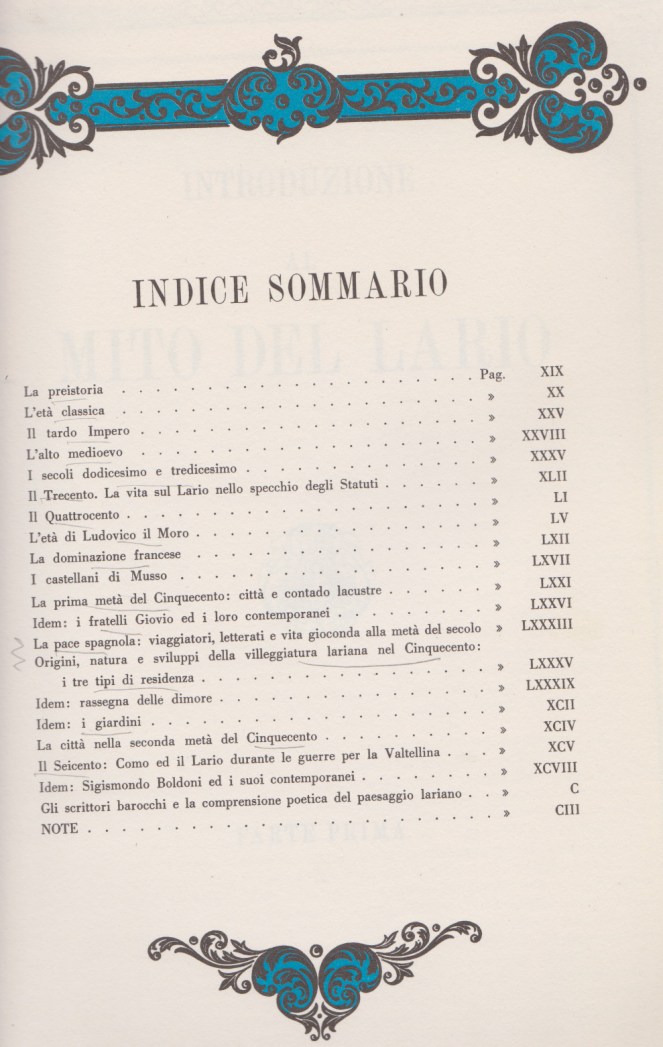 INDICE SOMMARIO
La preistoria . . . . . . . . . . . . . . . . . . Pag. XIX
L'età classica . . . . . . . . . . . . . . . . . . » XX
Il tardo Impero . . . . . . . . . . . . . . . . . . » XXV
L'alto medioevo . . . . . . . . . . . . . . . . . . » XXVIII
I secoli dodicesimo e tredicesimo . . . . . . . . . . . . » XXXV
Il Trecento. La vita sul Lario nello specchio degli Statuti . . . . » XLII
Il Quattrocento . . . . . . . . . . . . . . . . . . » LI
L'età di Ludovico il Moro . . . . . . . . . . . . . . » LV
La dominazione francese . . . . . . . . . . . . . . » LXII
I castellani di Musso . . . . . . . . . . . . . . . » LXVII
La prima metà del Cinquecento: città e contado lacustre . . . . » LXXI
Idem: i fratelli Giovio ed i loro contemporanei . . . . . . » LXXVI
La pace spagnola: viaggiatori, letterati e vita gioconda alla metà del secolo » LXXXIII
Origini, natura e sviluppi della villeggiatura lariana nel Cinquecento:
i tre tipi di residenza . . . . . . . . . . . . . . » LXXXV
Idem: rassegna delle dimore . . . . . . . . . . . . . » LXXXIX
Idem: i giardini . . . . . . . . . . . . . . . . . » XCII
La città nella seconda metà del Cinquecento . . . . . . . . » XCIV
Il Seicento: Como ed il Lario durante le guerre per la Valtellina . . . » XCV
Idem: Sigismondo Boldoni ed i suoi contemporanei . . . . . . » XCVIII
Gli scrittori barocchi e la comprensione poetica del paesaggio lariano . . » C
NOTE . . . . . . . . . . . . . . . . . . . . » CIII